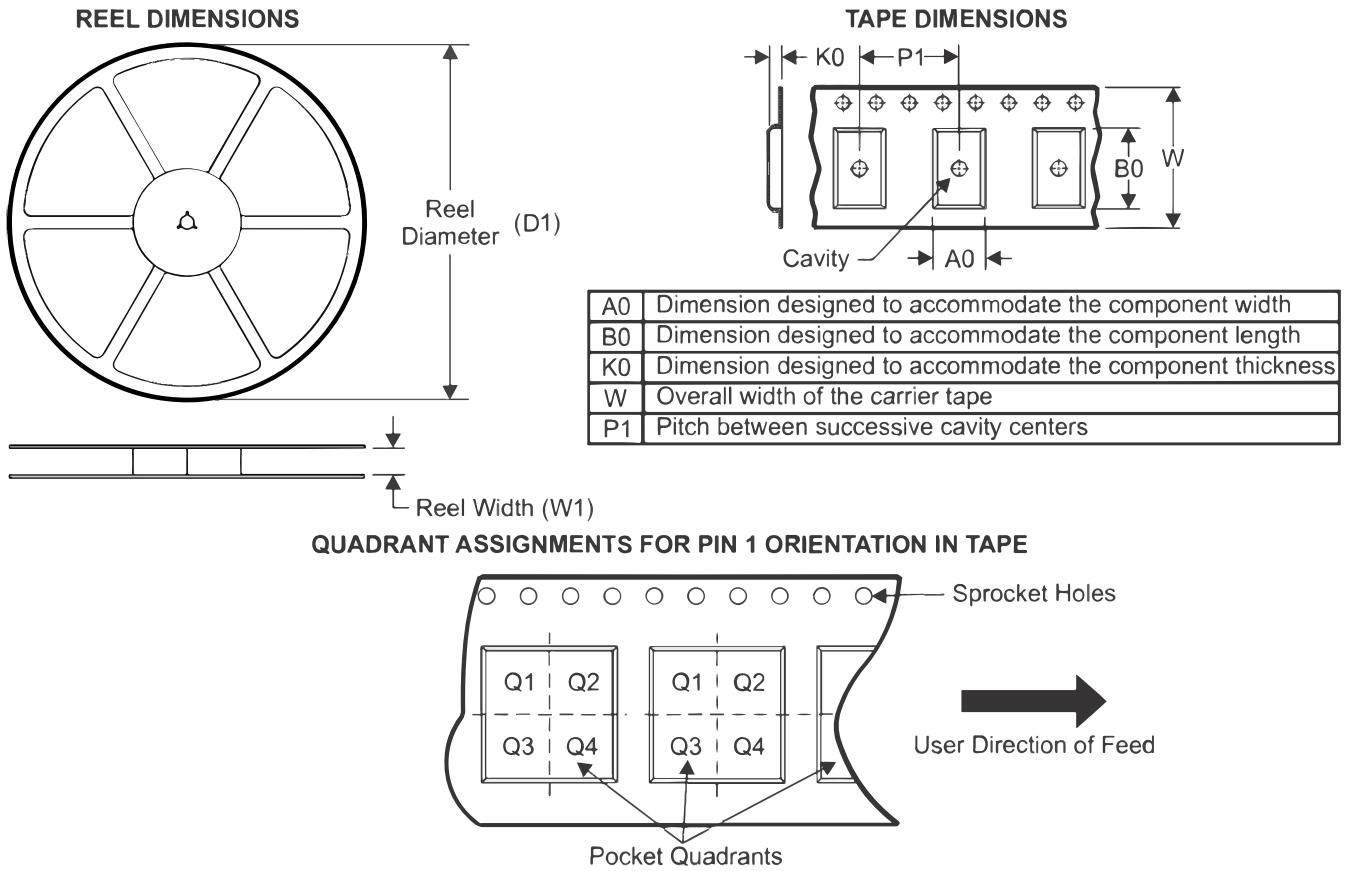 REEL DIMENSIONS
Reel
Diameter
(D1)
Reel Width (W1)
TAPE DIMENSIONS
K0
P1
B0
W
Cavity
A0
A0 Dimension designed to accommodate the component width
B0 Dimension designed to accommodate the component length
K0 Dimension designed to accommodate the component thickness
W Overall width of the carrier tape
P1 Pitch between successive cavity centers
QUADRANT ASSIGNMENTS FOR PIN 1 ORIENTATION IN TAPE
Sprocket Holes
Q1 Q2 Q1 Q2
Q3 Q4 Q3 Q4
User Direction of Feed
Pocket Quadrants